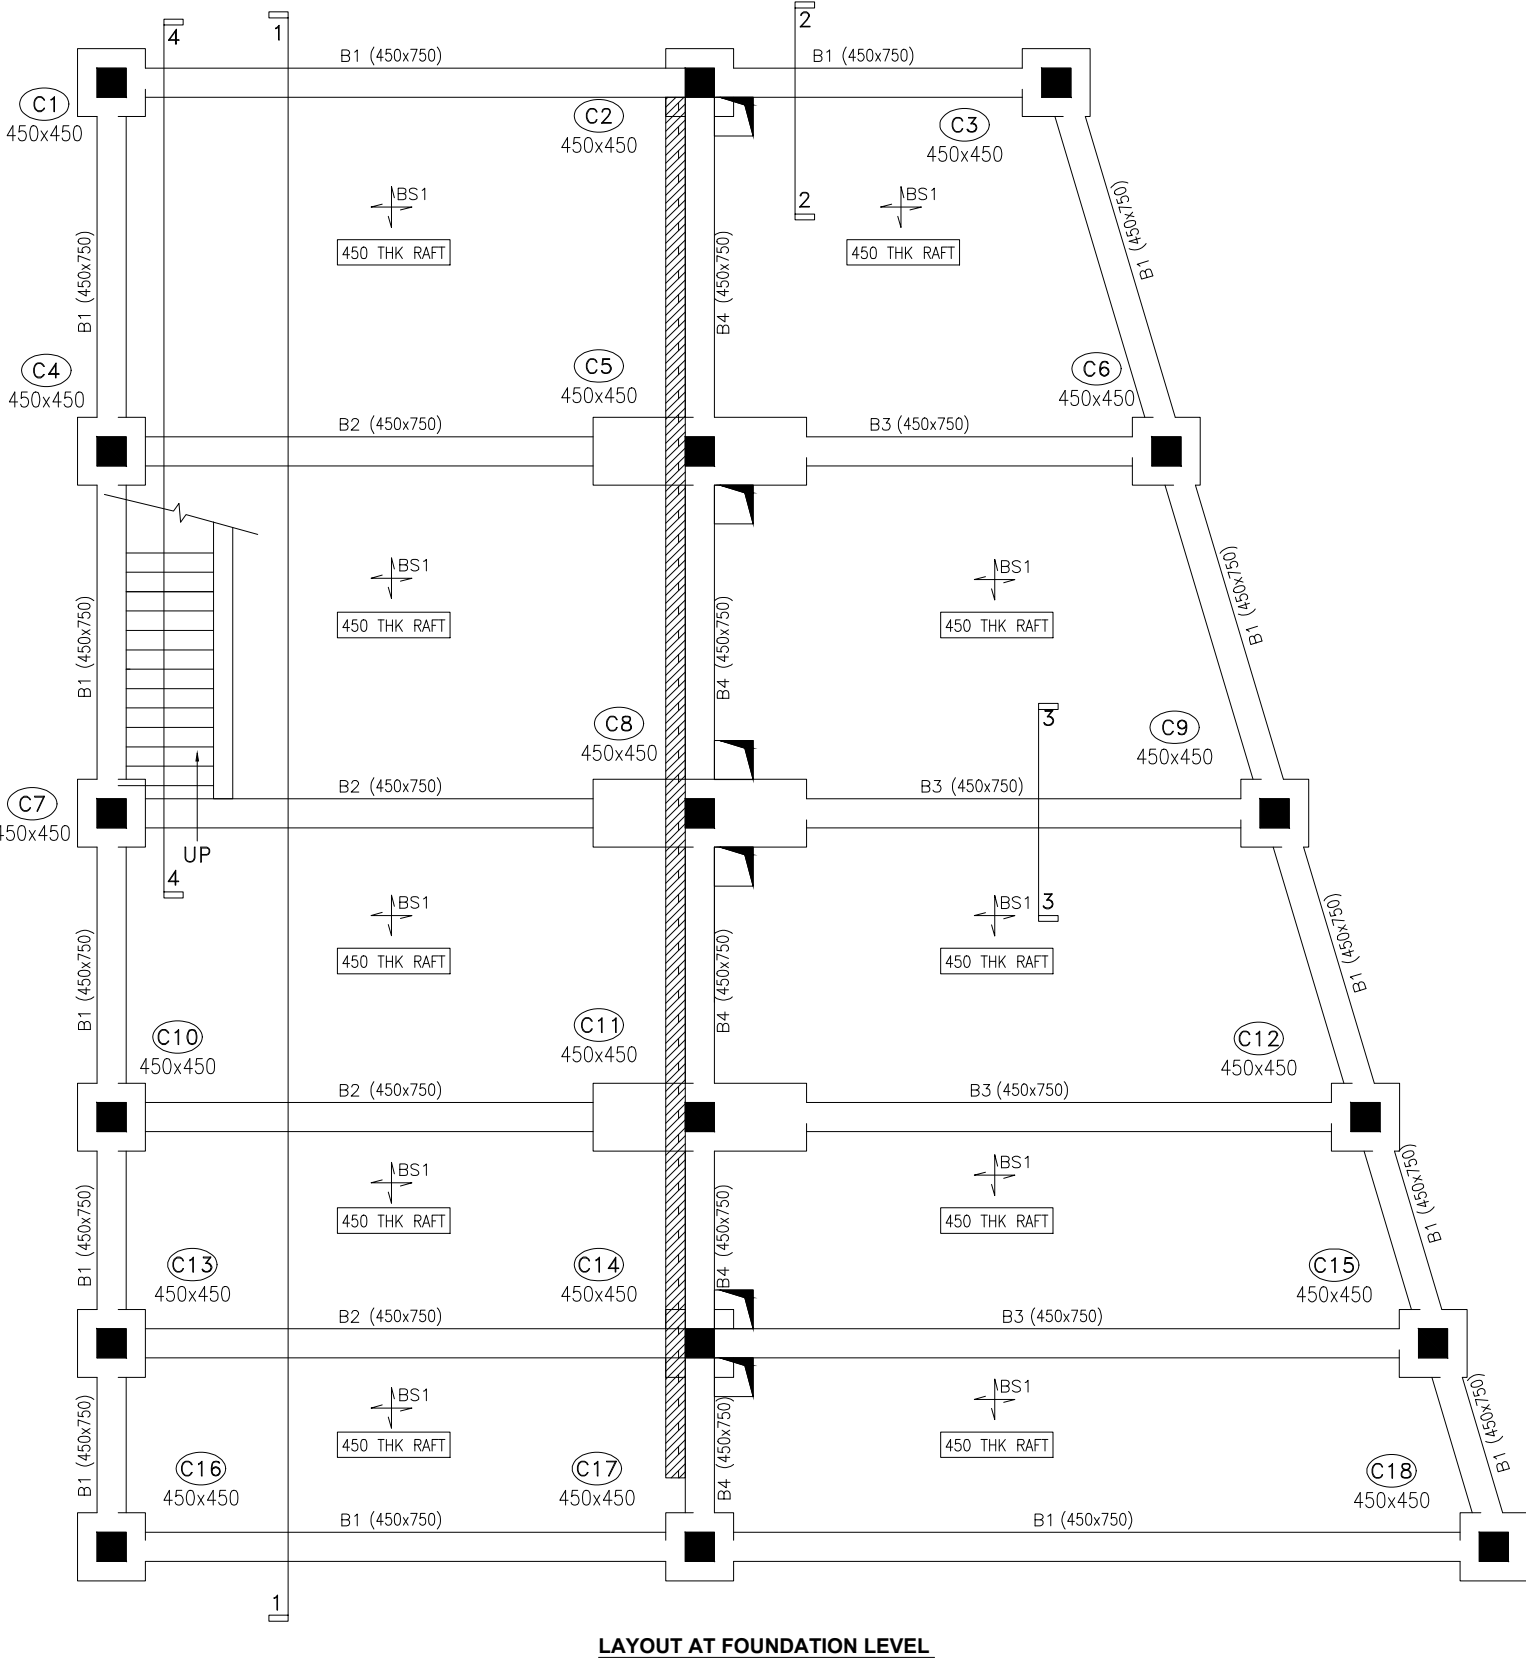 4
1
2
B1 (450x750)
B1 (450x750)
C1
450x450
C2
450x450
C3
450x450
BS1
450 THK RAFT
2
BS1
450 THK RAFT
B1 (450x750)
B1 (450x750)
B4 (450x750)
C4
450x450
C5
450x450
C6
450x450
B2 (450x750)
B3 (450x750)
BS1
450 THK RAFT
BS1
450 THK RAFT
B1 (450x750)
B4 (450x750)
B1 (450x750)
C8
450x450
3
C9
450x450
C7
450x450
B2 (450x750)
B3 (450x750)
UP
4
BS1
450 THK RAFT
BS1
3
450 THK RAFT
B1 (450x750)
B4 (450x750)
B1 (450x750)
C10
450x450
C11
450x450
C12
450x450
B2 (450x750)
B3 (450x750)
BS1
450 THK RAFT
BS1
450 THK RAFT
B1 (450x750)
B4 (450x750)
B1 (450x750)
C13
450x450
C14
450x450
C15
450x450
B2 (450x750)
B3 (450x750)
BS1
450 THK RAFT
BS1
450 THK RAFT
B1 (450x750)
B4 (450x750)
B1 (450x750)
C16
450x450
C17
450x450
C18
450x450
B1 (450x750)
B1 (450x750)
1
LAYOUT AT FOUNDATION LEVEL